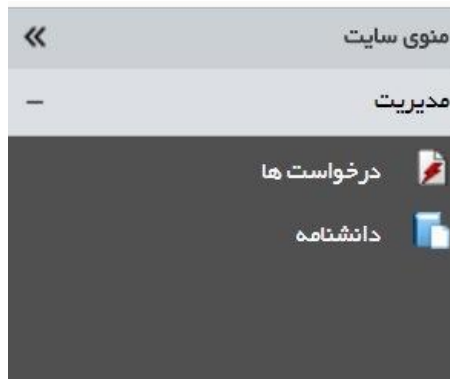 منوی سایت
مدیریت
درخواست ها
دانشنامه